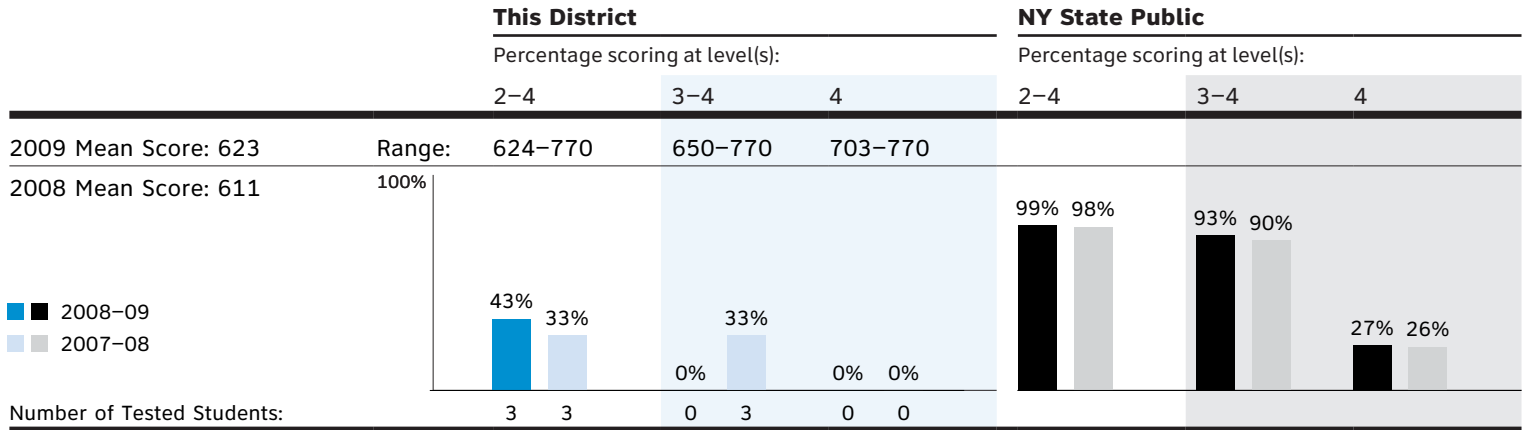 This District NY State Public
Percentage scoring at level(s): Percentage scoring at level(s):
2–4 3–4 4 2–4 3–4 4
2009 Mean Score: 623 Range: 624–770 650–770 703–770
2008 Mean Score: 611 100%
99% 98% 93% 90%
43% 33% 33% 27% 26%
0% 0% 0%
2008–09
2007–08
Number of Tested Students: 3 3 0 3 0 0